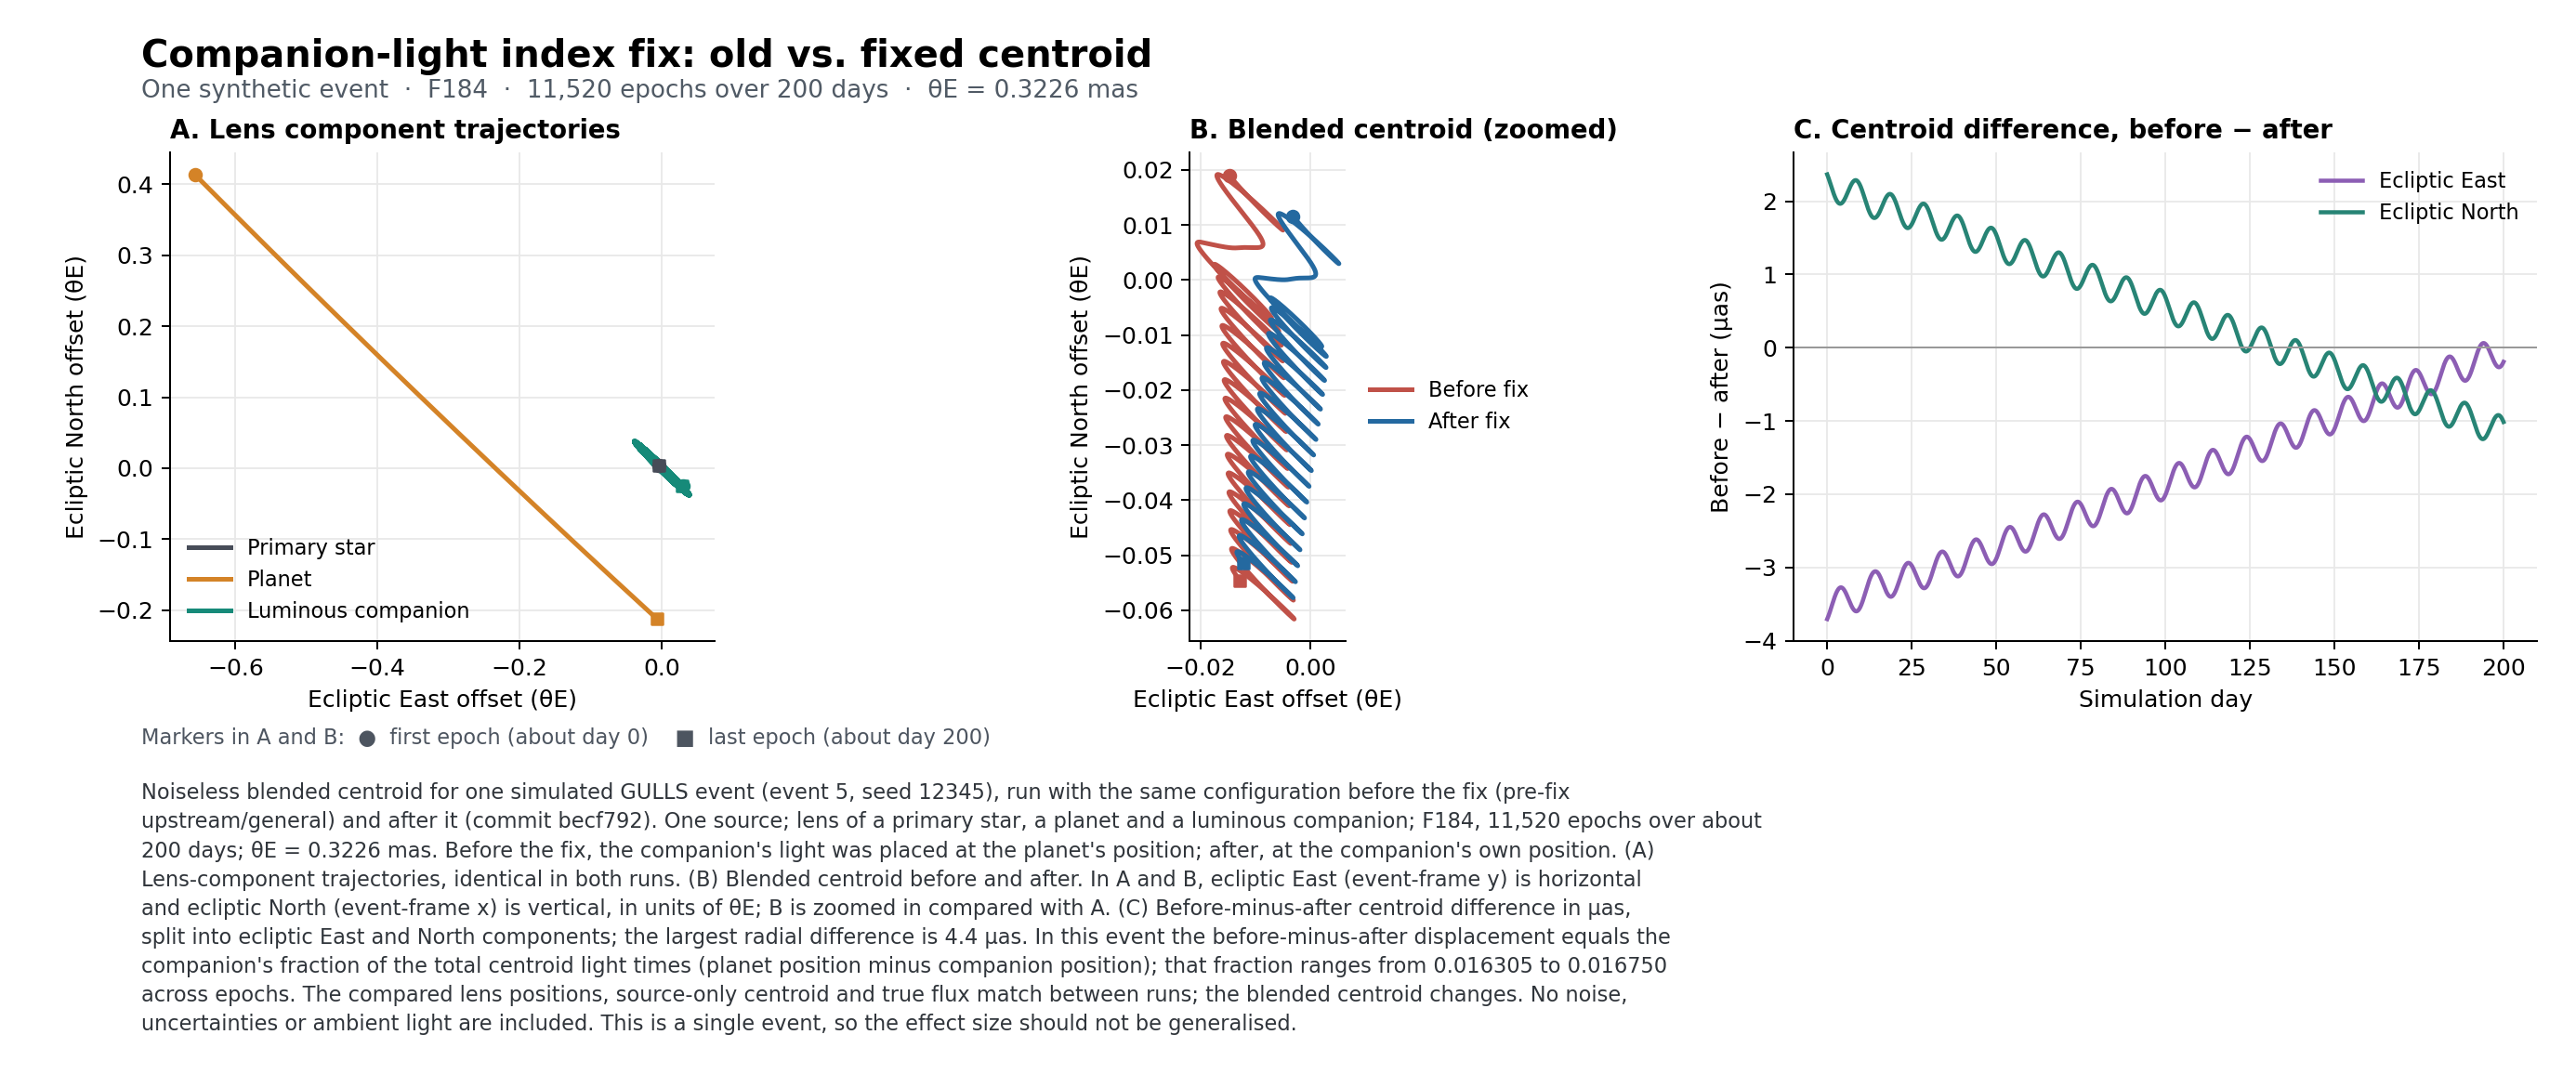 Companion-light index fix: old vs. fixed centroid
One synthetic event · F184 · 11,520 epochs over 200 days · θE = 0.3226 mas
A. Lens component trajectories
0.4
0.3
0.2
0.1
0.0
−0.1
−0.2
Ecliptic North offset (θE)
Primary star
Planet
Luminous companion
−0.6
−0.4
−0.2
0.0
Ecliptic East offset (θE)
B. Blended centroid (zoomed)
0.02
0.01
0.00
−0.01
−0.02
−0.03
−0.04
−0.05
−0.06
Ecliptic North offset (θE)
Before fix
After fix
−0.02
0.00
Ecliptic East offset (θE)
C. Centroid difference, before − after
2
1
0
−1
−2
−3
−4
Before − after (μas)
Ecliptic East
Ecliptic North
0
25
50
75
100
125
150
175
200
Simulation day
Markers in A and B: ● first epoch (about day 0) ■ last epoch (about day 200)
Noiseless blended centroid for one simulated GULLS event (event 5, seed 12345), run with the same configuration before the fix (pre-fix
upstream/general) and after it (commit becf792). One source; lens of a primary star, a planet and a luminous companion; F184, 11,520 epochs over about
200 days; θE = 0.3226 mas. Before the fix, the companion's light was placed at the planet's position; after, at the companion's own position. (A)
Lens-component trajectories, identical in both runs. (B) Blended centroid before and after. In A and B, ecliptic East (event-frame y) is horizontal
and ecliptic North (event-frame x) is vertical, in units of θE; B is zoomed in compared with A. (C) Before-minus-after centroid difference in μas,
split into ecliptic East and North components; the largest radial difference is 4.4 μas. In this event the before-minus-after displacement equals the
companion's fraction of the total centroid light times (planet position minus companion position); that fraction ranges from 0.016305 to 0.016750
across epochs. The compared lens positions, source-only centroid and true flux match between runs; the blended centroid changes. No noise,
uncertainties or ambient light are included. This is a single event, so the effect size should not be generalised.